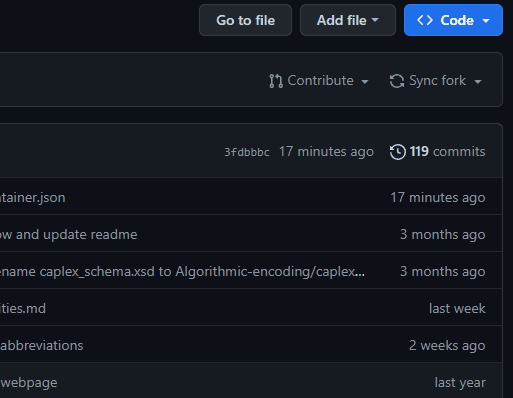 Go to file Add file Code
Contribute Sync fork
3fdbbbc 17 minutes ago 119 commits
tainer.json 17 minutes ago
ow and update readme 3 months ago
ename caplex_schema.xsd to Algorithmic-encoding/caplex... 3 months ago
ities.md last week
abbreviations 2 weeks ago
webpage last year